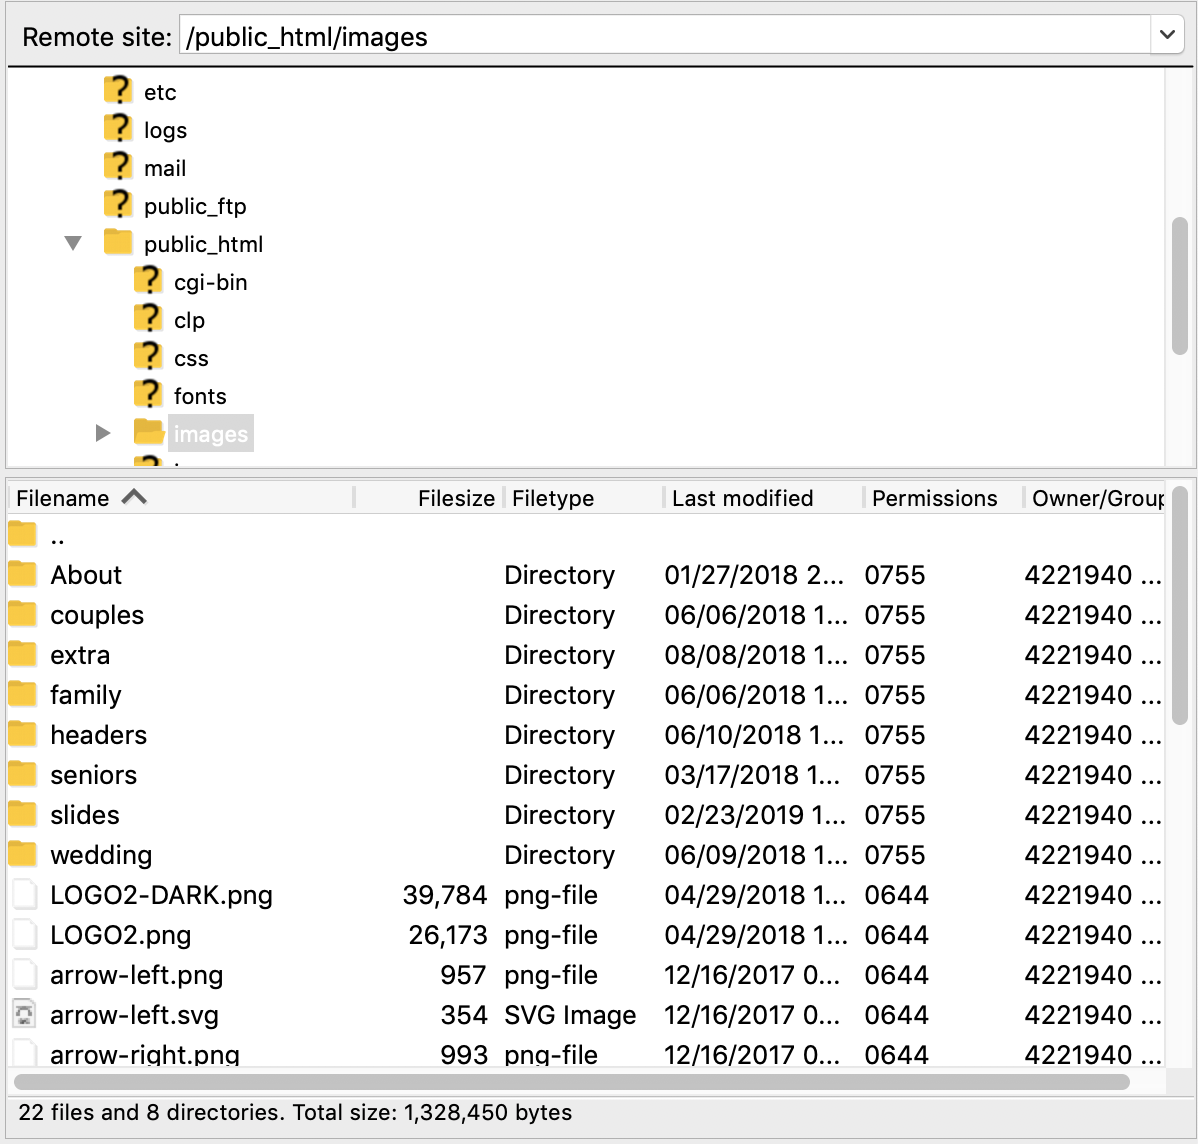 Remote site: /public_html/images
etc
logs
mail
public_ftp
public_html
cgi-bin
clp
css
fonts
images
Filename Filesize Filetype Last modified Permissions Owner/Group
..
About Directory 01/27/2018 2... 0755 4221940 ...
couples Directory 06/06/2018 1... 0755 4221940 ...
extra Directory 08/08/2018 1... 0755 4221940 ...
family Directory 06/06/2018 1... 0755 4221940 ...
headers Directory 06/10/2018 1... 0755 4221940 ...
seniors Directory 03/17/2018 1... 0755 4221940 ...
slides Directory 02/23/2019 1... 0755 4221940 ...
wedding Directory 06/09/2018 1... 0755 4221940 ...
LOGO2-DARK.png 39,784 png-file 04/29/2018 1... 0644 4221940 ...
LOGO2.png 26,173 png-file 04/29/2018 1... 0644 4221940 ...
arrow-left.png 957 png-file 12/16/2017 0... 0644 4221940 ...
arrow-left.svg 354 SVG Image 12/16/2017 0... 0644 4221940 ...
arrow-right.png 993 png-file 12/16/2017 0... 0644 4221940 ...
22 files and 8 directories. Total size: 1,328,450 bytes